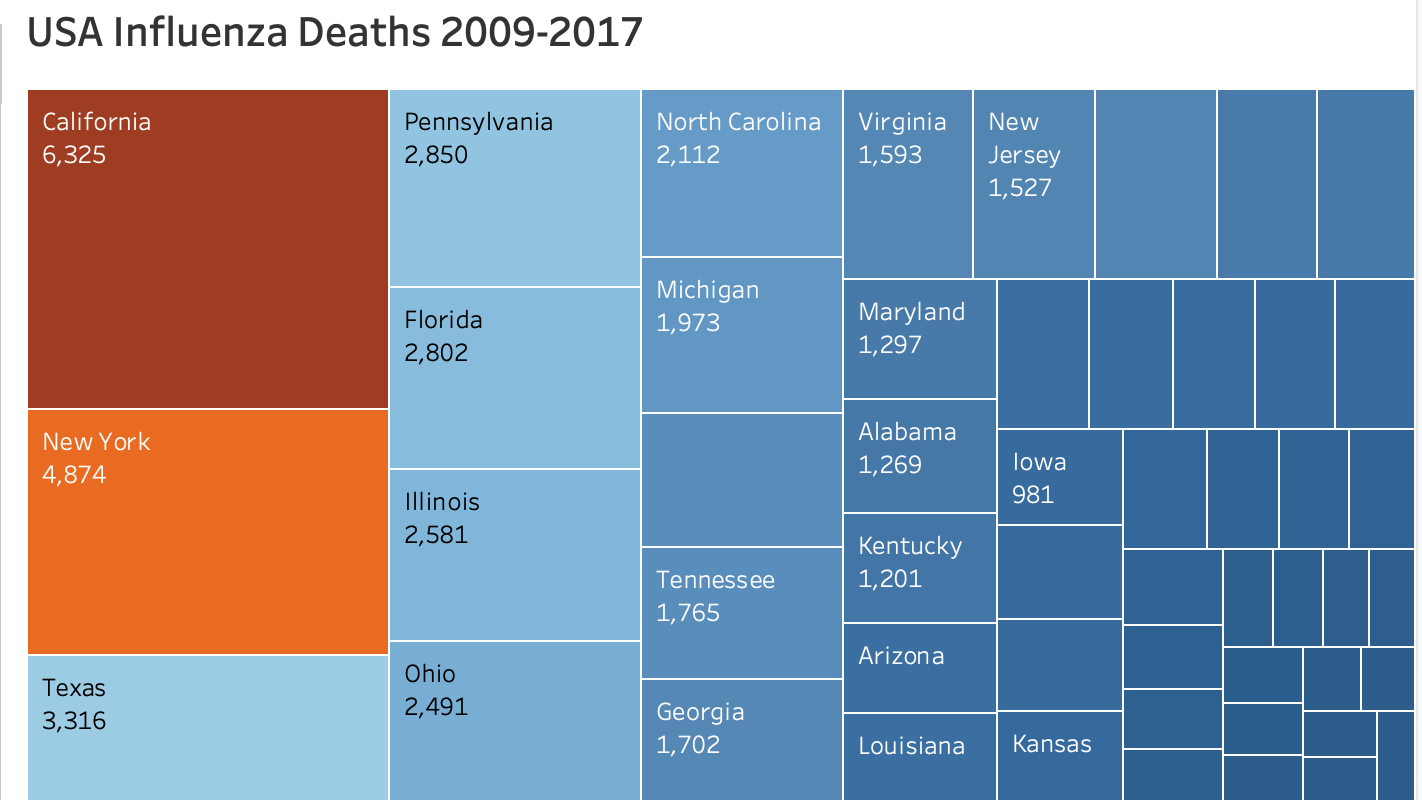 USA Influenza Deaths 2009-2017
California
6,325
New York
4,874
Texas
3,316
Pennsylvania
2,850
Florida
2,802
Illinois
2,581
Ohio
2,491
North Carolina
2,112
Michigan
1,973
Tennessee
1,765
Georgia
1,702
Virginia
1,593
New
Jersey
1,527
Maryland
1,297
Alabama
1,269
Kentucky
1,201
Arizona
Louisiana
Iowa
981
Kansas